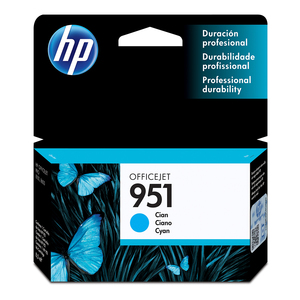 hp
Duración
profesional
Durabilidade
profissional
Professional
durability
OFFICEJET
951
Cian
Ciano
Cyan